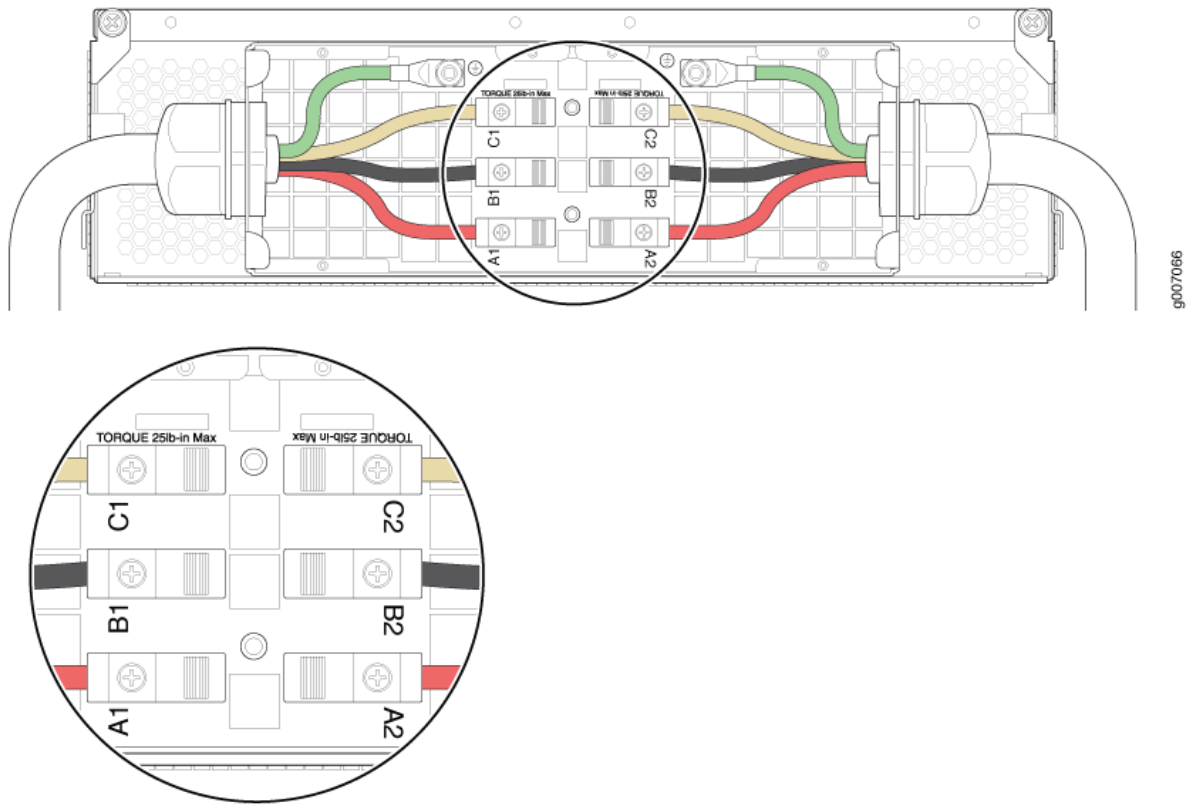 TORQUE 25lb-in Max TORQUE 25lb-in Max
C1 C2
B1 B2
A1 A2
g007066
TORQUE 25lb-in Max TORQUE 25lb-in Max
C1 C2
B1 B2
A1 A2